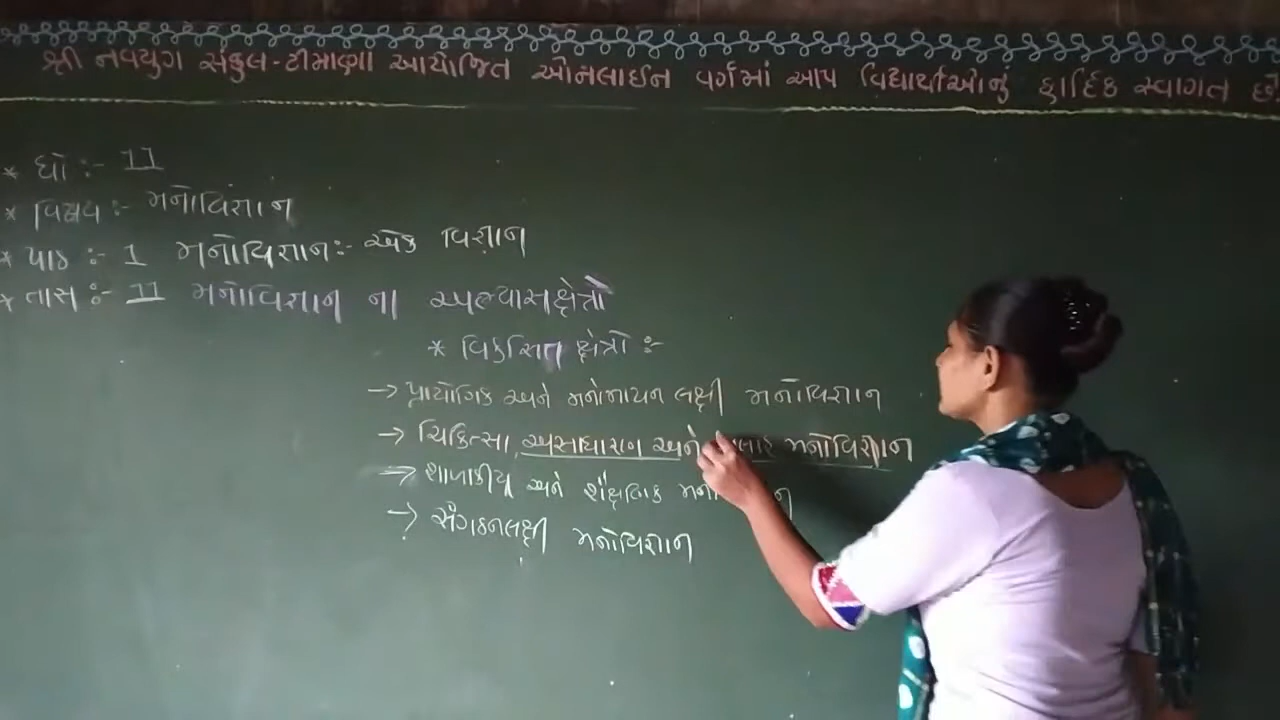 શ્રી નવયુગ સંકુલ-ટીમાણા આયોજિત ઓનલાઈન વર્ગમાં આપ વિદ્યાર્થીઓનું હાર્દિક સ્વાગત છે
* ધો :- 11
* વિષય :- મનોવિજ્ઞાન
* પાઠ :- 1 મનોવિજ્ઞાન:- એક વિજ્ઞાન
* તાસ :- 11 મનોવિજ્ઞાન ના અભ્યાસક્ષેત્રો
* વિકસિત ક્ષેત્રો :-
→ પ્રાયોગિક અને મનોમાપન લક્ષી મનોવિજ્ઞાન
→ ચિકિત્સા, અસાધારણ અને મનોવિજ્ઞાન
→ શાળાકીય અને શૈક્ષણિક
→ સંગઠનલક્ષી મનોવિજ્ઞાન